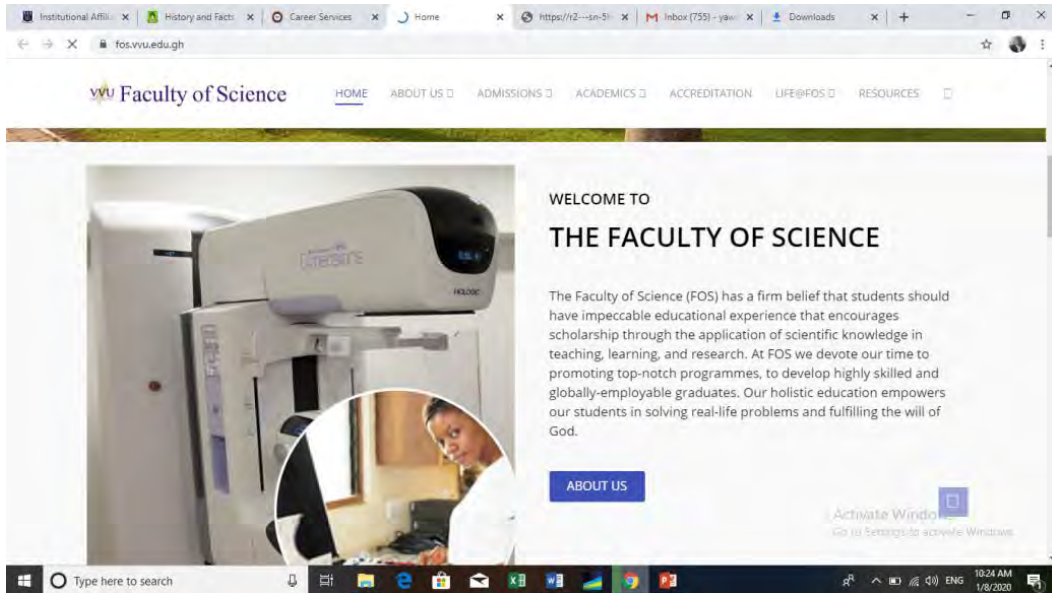 Institutional Affili
History and Facts
Career Services
Home
https://r2---sn-5h
Inbox (755) - yaw
Downloads
fos.vvu.edu.gh
VVU Faculty of Science
HOME
ABOUT US
ADMISSIONS
ACADEMICS
ACCREDITATION
LIFE@FOS
RESOURCES
HOLOGIC
WELCOME TO
THE FACULTY OF SCIENCE
The Faculty of Science (FOS) has a firm belief that students should
have impeccable educational experience that encourages
scholarship through the application of scientific knowledge in
teaching, learning, and research. At FOS we devote our time to
promoting top-notch programmes, to develop highly skilled and
globally-employable graduates. Our holistic education empowers
our students in solving real-life problems and fulfilling the will of
God.
ABOUT US
Activate Windows
Go to Settings to activate Windows.
Type here to search
ENG
10:24 AM
1/8/2020